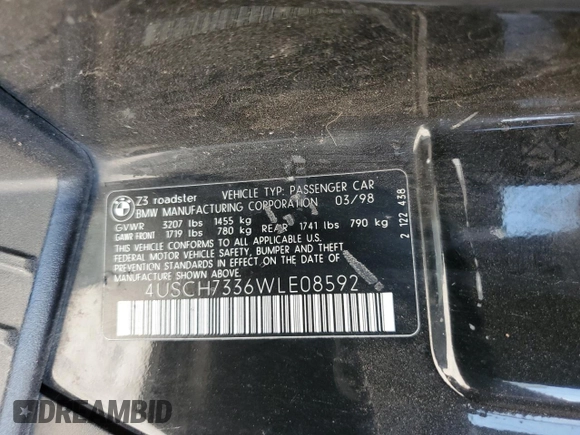 Z3 roadster VEHICLE TYP: PASSENGER CAR
BMW MANUFACTURING CORPORATION 03/98
GVWR 3207 lbs 1455 kg
GAWR FRONT 1719 lbs 780 kg REAR 1741 lbs 790 kg
THIS VEHICLE CONFORMS TO ALL APPLICABLE
FEDERAL MOTOR VEHICLE SAFETY, BUMPER AND THEFT
PREVENTION STANDARDS IN EFFECT ON THE DATE OF
MANUFACTURE SHOWN ABOVE.
4USCH7336WLE08592
2 122 438
DREAMBID